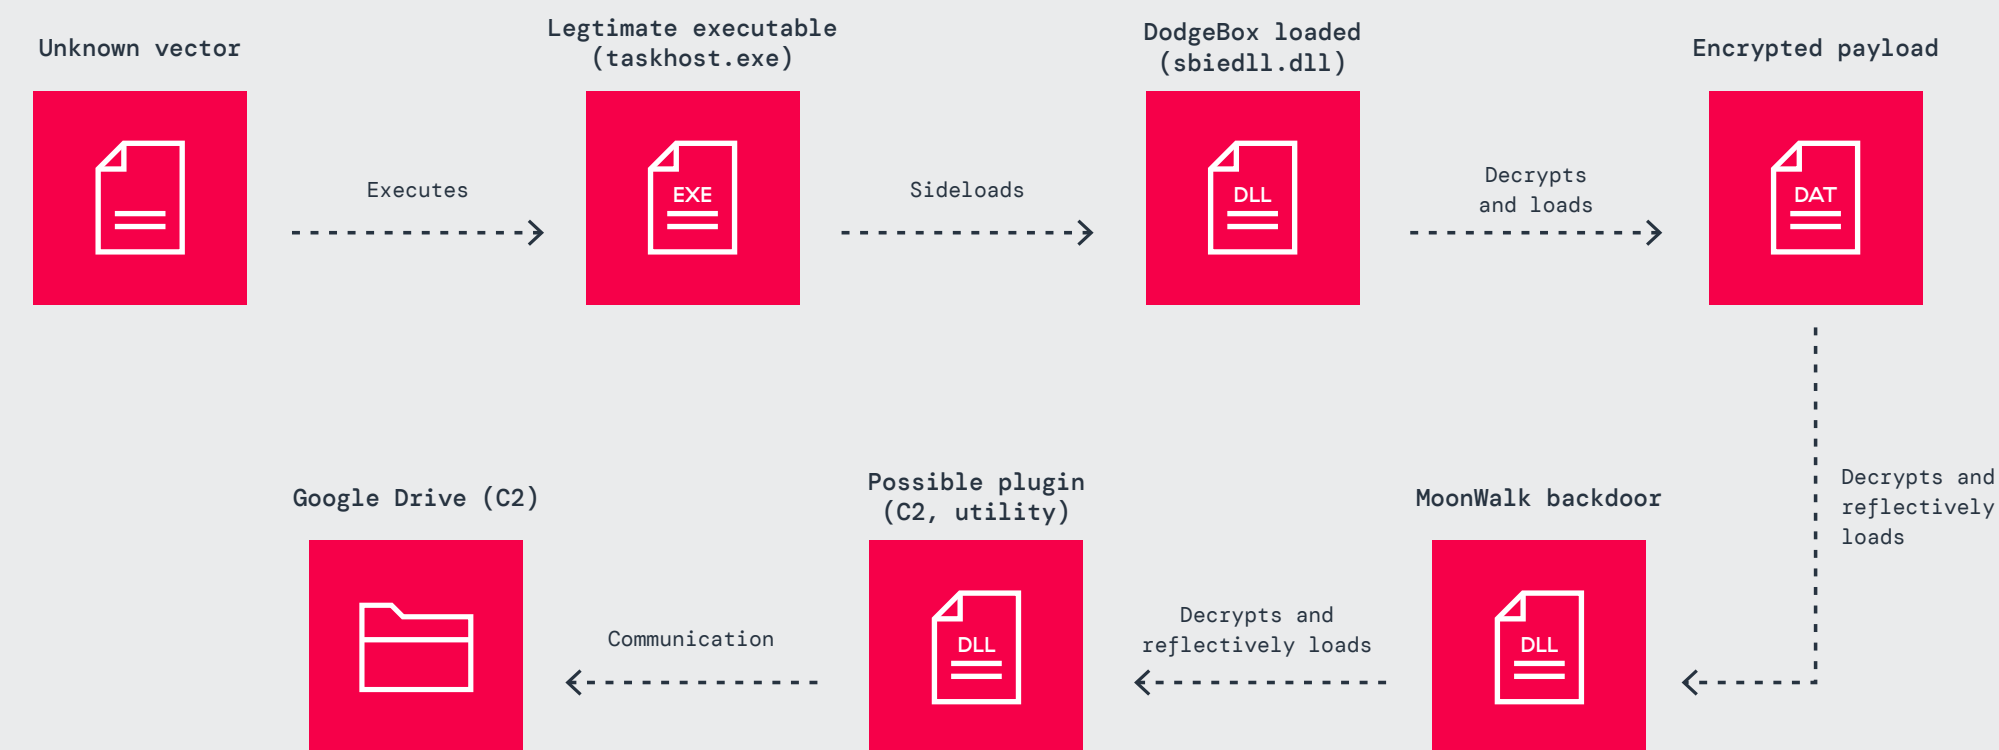 Unknown vector
Legtimate executable
(taskhost.exe)
DodgeBox loaded
(sbiedll.dll)
Encrypted payload
Executes
EXE
Sideloads
DLL
Decrypts
and loads
DAT
Decrypts and
reflectively
loads
MoonWalk backdoor
DLL
Decrypts and
reflectively loads
Possible plugin
(C2, utility)
DLL
Communication
Google Drive (C2)